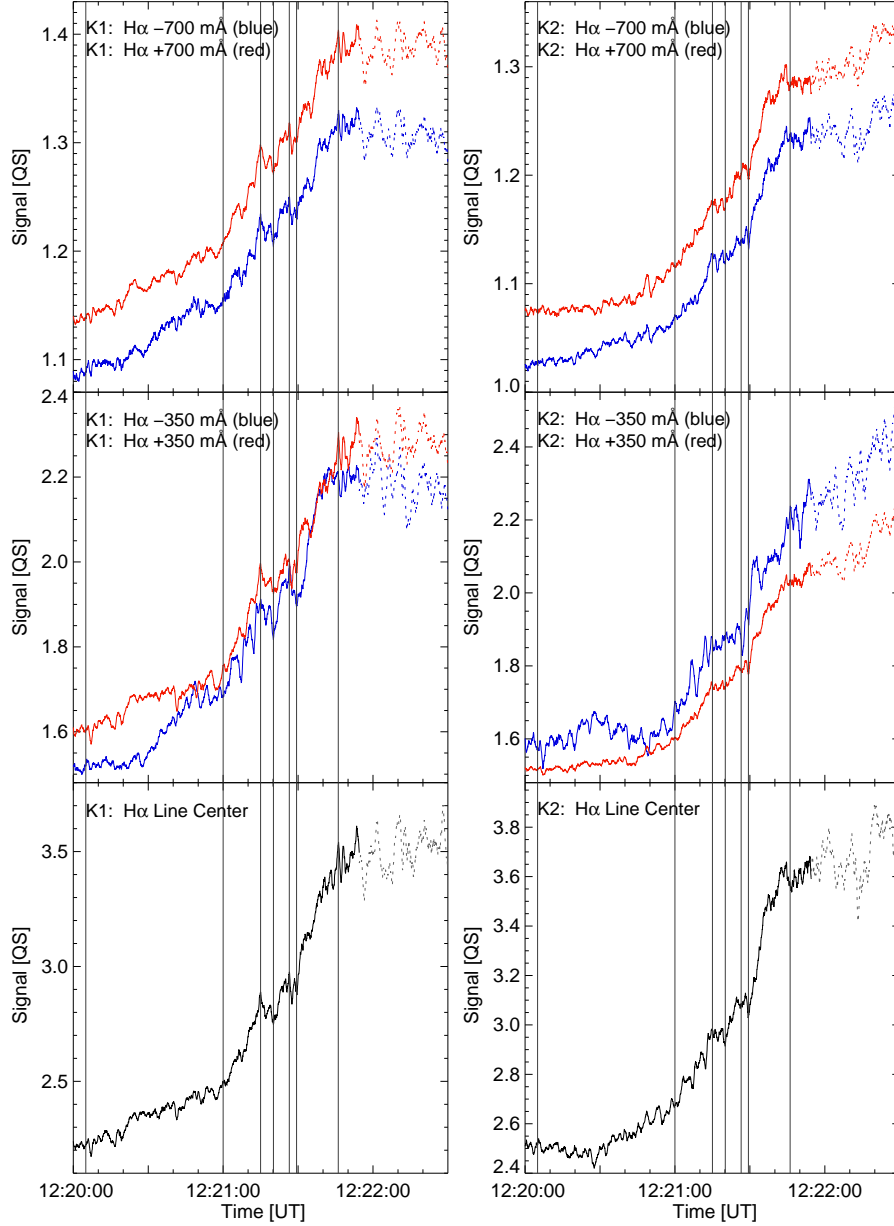 K1: Hα −700 mÅ (blue)
K1: Hα +700 mÅ (red)
Signal [QS]
1.4
1.3
1.2
1.1
K2: Hα −700 mÅ (blue)
K2: Hα +700 mÅ (red)
Signal [QS]
1.3
1.2
1.1
1.0
K1: Hα −350 mÅ (blue)
K1: Hα +350 mÅ (red)
Signal [QS]
2.4
2.2
2.0
1.8
1.6
K2: Hα −350 mÅ (blue)
K2: Hα +350 mÅ (red)
Signal [QS]
2.4
2.2
2.0
1.8
1.6
K1: Hα Line Center
Signal [QS]
3.5
3.0
2.5
12:20:00
12:21:00
12:22:00
Time [UT]
K2: Hα Line Center
Signal [QS]
3.8
3.6
3.4
3.2
3.0
2.8
2.6
2.4
12:20:00
12:21:00
12:22:00
Time [UT]